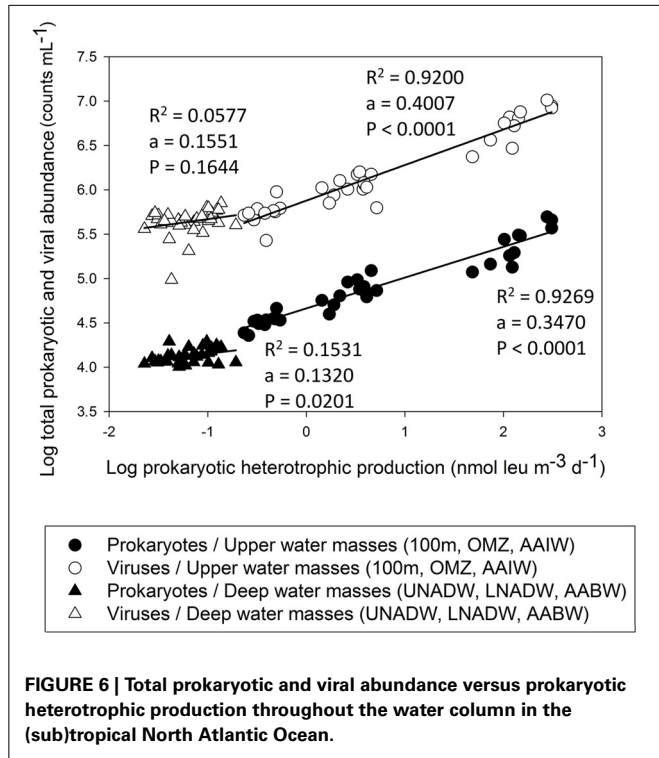 Log total prokaryotic and viral abundance (counts mL⁻¹)
7.5
7.0
6.5
6.0
5.5
5.0
4.5
4.0
3.5
R² = 0.0577
a = 0.1551
P = 0.1644
R² = 0.9200
a = 0.4007
P < 0.0001
R² = 0.1531
a = 0.1320
P = 0.0201
R² = 0.9269
a = 0.3470
P < 0.0001
-2 -1 0 1 2 3
Log prokaryotic heterotrophic production (nmol leu m⁻³ d⁻¹)
Prokaryotes / Upper water masses (100m, OMZ, AAIW)
Viruses / Upper water masses (100m, OMZ, AAIW)
Prokaryotes / Deep water masses (UNADW, LNADW, AABW)
Viruses / Deep water masses (UNADW, LNADW, AABW)
FIGURE 6 | Total prokaryotic and viral abundance versus prokaryotic
heterotrophic production throughout the water column in the
(sub)tropical North Atlantic Ocean.